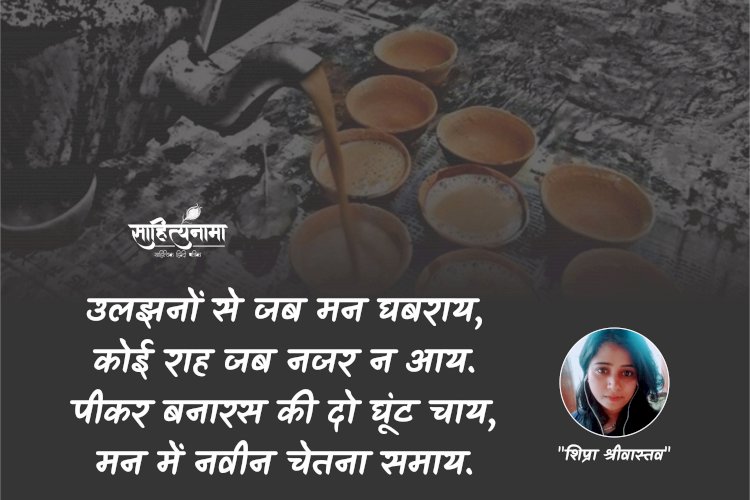 साहित्यनामा
उलझनों से जब मन घबराय,
कोई राह जब नजर न आय.
पीकर बनारस की दो घूंट चाय,
मन में नवीन चेतना समाय.
"शिप्रा श्रीवास्तव"